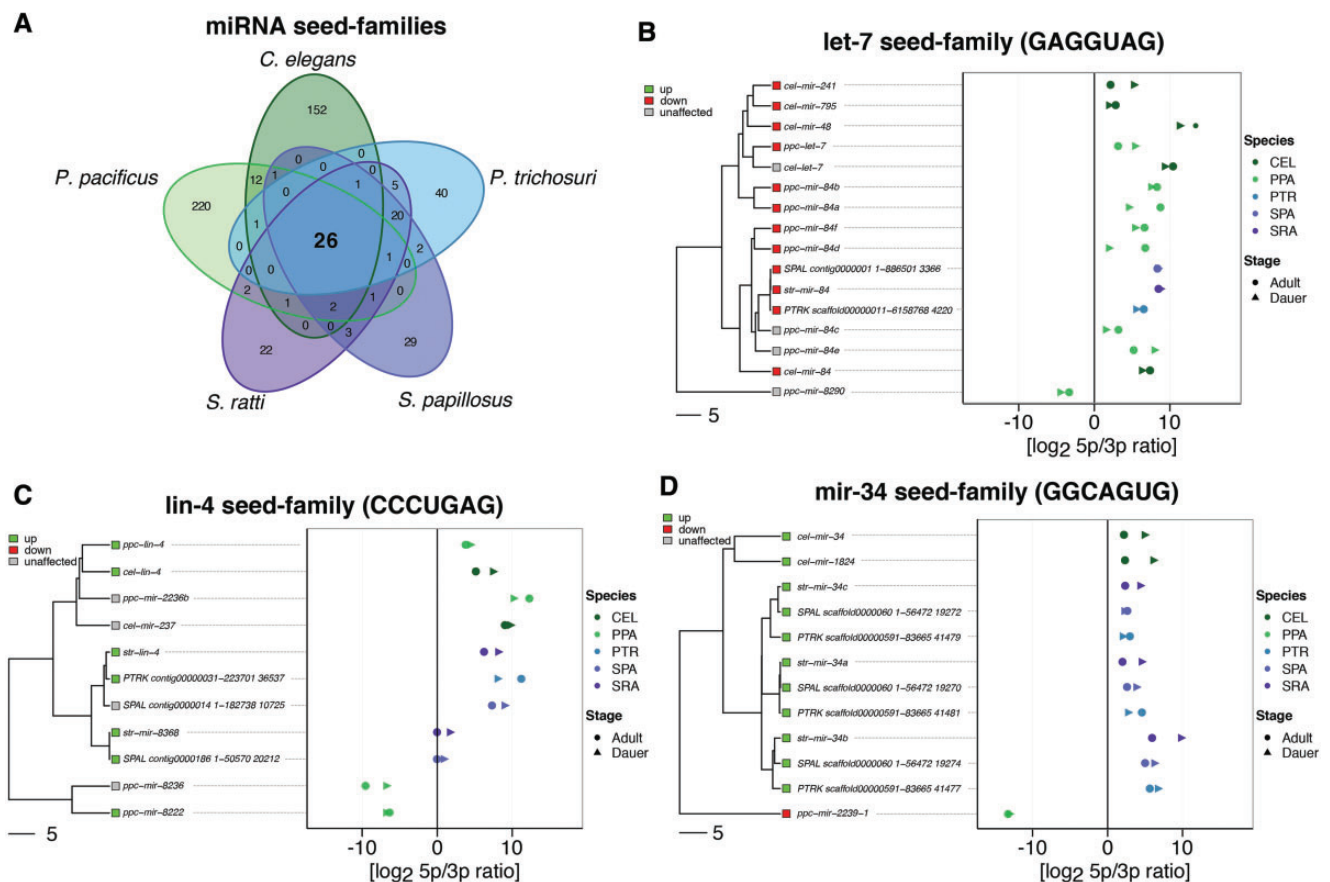 A
miRNA seed-families
C. elegans
P. pacificus
P. trichosuri
S. ratti
S. papillosus
152
220
40
22
29
0
0
0
0
12
1
0
1
5
20
1
0
0
0
26
2
1
0
0
2
1
2
1
0
0
0
3
B
let-7 seed-family (GAGGUAG)
up
down
unaffected
cel-mir-241
cel-mir-795
cel-mir-48
ppc-let-7
cel-let-7
ppc-mir-84b
ppc-mir-84a
ppc-mir-84f
ppc-mir-84d
SPAL contig0000001 1-886501 3366
str-mir-84
PTRK scaffold00000011-6158768 4220
ppc-mir-84c
ppc-mir-84e
cel-mir-84
ppc-mir-8290
5
-10
0
10
[log2 5p/3p ratio]
Species
CEL
PPA
PTR
SPA
SRA
Stage
Adult
Dauer
C
lin-4 seed-family (CCCUGAG)
up
down
unaffected
ppc-lin-4
cel-lin-4
ppc-mir-2236b
cel-mir-237
str-lin-4
PTRK contig00000031-223701 36537
SPAL contig0000014 1-182738 10725
str-mir-8368
SPAL contig0000186 1-50570 20212
ppc-mir-8236
ppc-mir-8222
5
-10
0
10
[log2 5p/3p ratio]
Species
CEL
PPA
PTR
SPA
SRA
Stage
Adult
Dauer
D
mir-34 seed-family (GGCAGUG)
up
down
unaffected
cel-mir-34
cel-mir-1824
str-mir-34c
SPAL scaffold0000060 1-56472 19272
PTRK scaffold0000591-83665 41479
str-mir-34a
SPAL scaffold0000060 1-56472 19270
PTRK scaffold0000591-83665 41481
str-mir-34b
SPAL scaffold0000060 1-56472 19274
PTRK scaffold0000591-83665 41477
ppc-mir-2239-1
5
-10
0
10
[log2 5p/3p ratio]
Species
CEL
PPA
PTR
SPA
SRA
Stage
Adult
Dauer